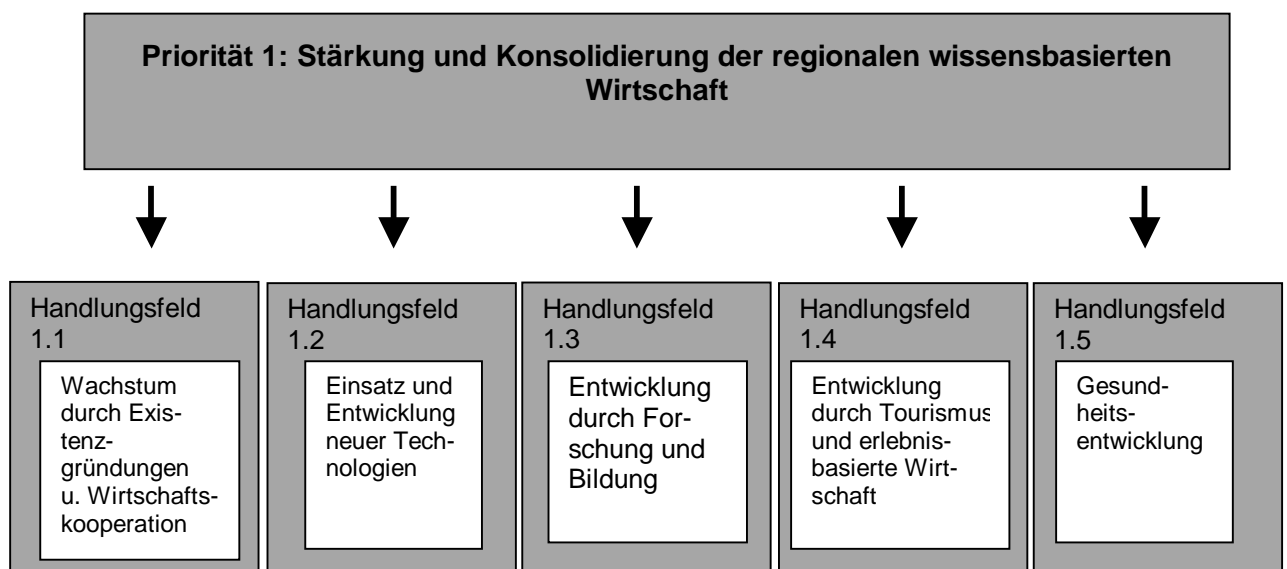 Priorität 1: Stärkung und Konsolidierung der regionalen wissensbasierten
Wirtschaft
Handlungsfeld
1.1
Wachstum
durch Exis-
tenz-
gründungen
u. Wirtschafts-
kooperation
Handlungsfeld
1.2
Einsatz und
Entwicklung
neuer Tech-
nologien
Handlungsfeld
1.3
Entwicklung
durch For-
schung und
Bildung
Handlungsfeld
1.4
Entwicklung
durch Tourismus
und erlebnis-
basierte Wirt-
schaft
Handlungsfeld
1.5
Gesund-
heits-
entwicklung